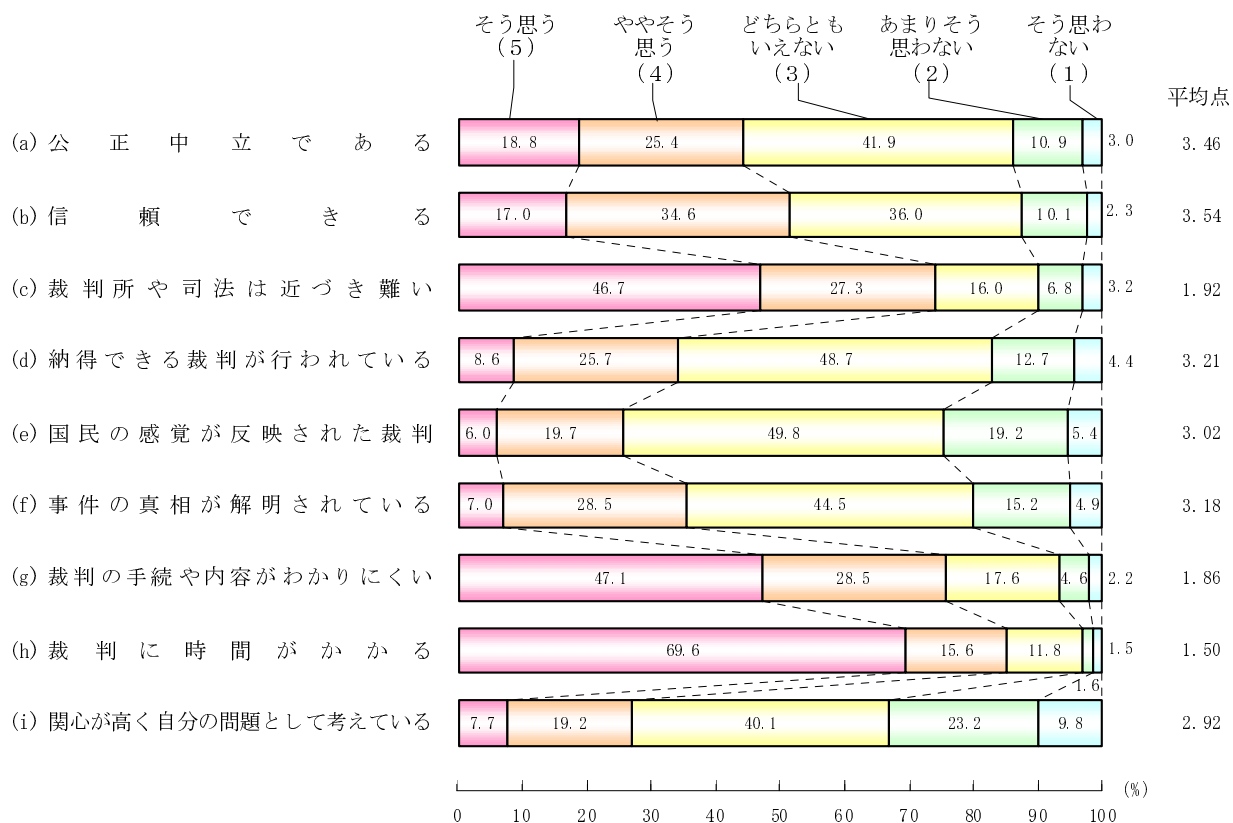 そう思う
（５）
ややそう
思う
（４）
どちらとも
いえない
（３）
あまりそう
思わない
（２）
そう思わ
ない
（１）
平均点
(a) 公正中立である 18.8 25.4 41.9 10.9 3.0 3.46
(b) 信頼できる 17.0 34.6 36.0 10.1 2.3 3.54
(c) 裁判所や司法は近づき難い 46.7 27.3 16.0 6.8 3.2 1.92
(d) 納得できる裁判が行われている 8.6 25.7 48.7 12.7 4.4 3.21
(e) 国民の感覚が反映された裁判 6.0 19.7 49.8 19.2 5.4 3.02
(f) 事件の真相が解明されている 7.0 28.5 44.5 15.2 4.9 3.18
(g) 裁判の手続や内容がわかりにくい 47.1 28.5 17.6 4.6 2.2 1.86
(h) 裁判に時間がかかる 69.6 15.6 11.8 1.6 1.5 1.50
(i) 関心が高く自分の問題として考えている 7.7 19.2 40.1 23.2 9.8 2.92
0 10 20 30 40 50 60 70 80 90 100 (%)